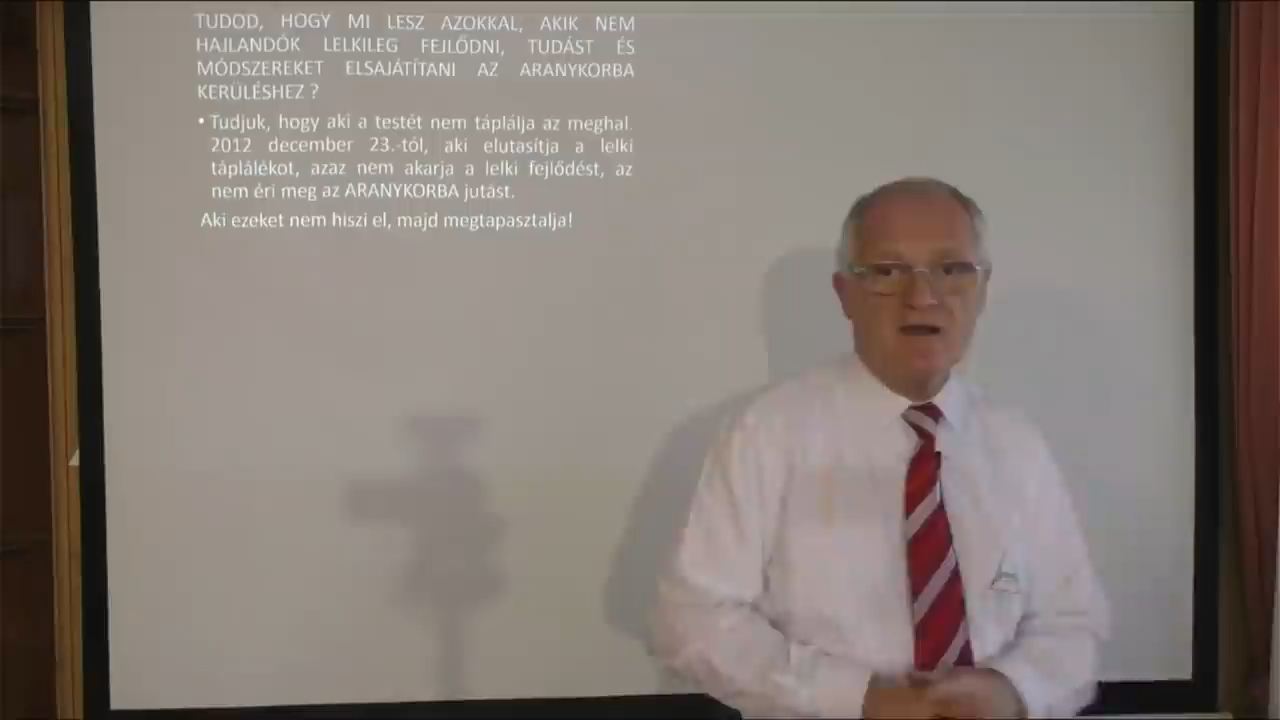 TUDOD, HOGY MI LESZ AZOKKAL, AKIK NEM
HAJLANDÓK LELKILEG FEJLŐDNI, TUDÁST ÉS
MÓDSZEREKET ELSAJÁTÍTANI AZ ARANYKORBA
KERÜLÉSHEZ ?
• Tudjuk, hogy aki a testét nem táplálja az meghal.
2012 december 23.-tól, aki elutasítja a lelki
táplálékot, azaz nem akarja a lelki fejlődést, az
nem éri meg az ARANYKORBA jutást.
Aki ezeket nem hiszi el, majd megtapasztalja!